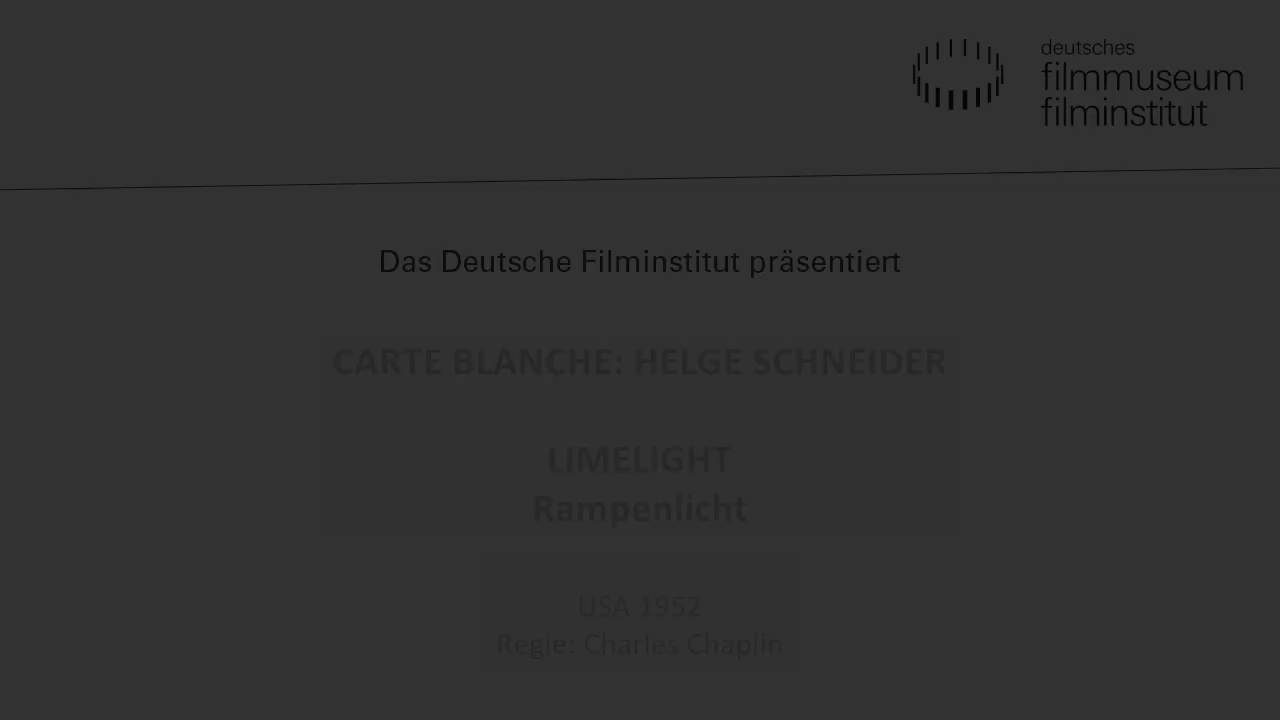 deutsches
filmmuseum
filminstitut
Das Deutsche Filminstitut präsentiert
CARTE BLANCHE: HELGE SCHNEIDER
LIMELIGHT
Rampenlicht
USA 1952
Regie: Charles Chaplin